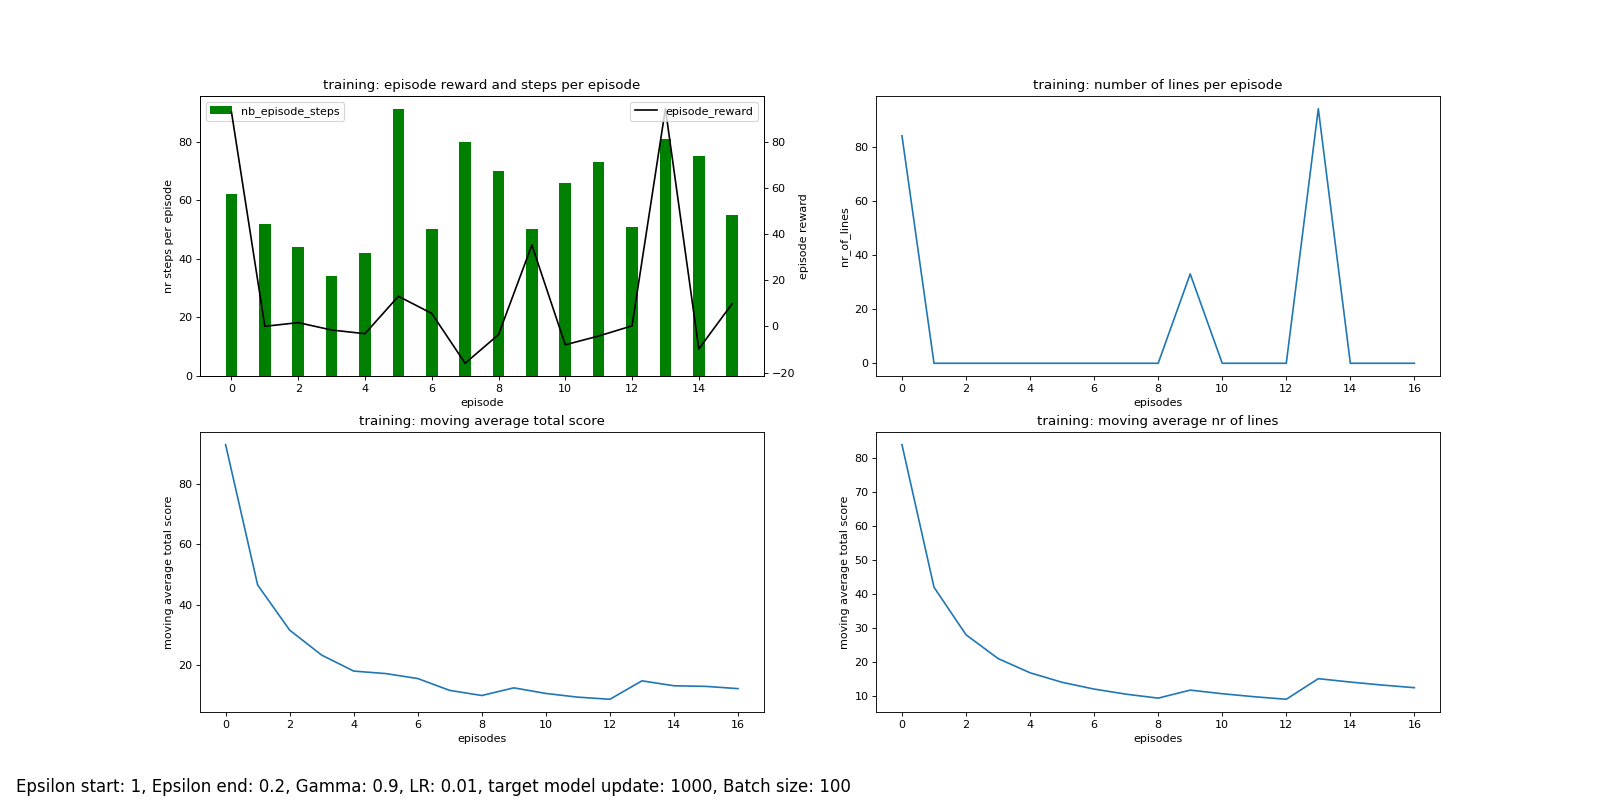 training: episode reward and steps per episode
nb_episode_steps
episode_reward
nr steps per episode
80
60
40
20
0
80
60
40
20
0
−20
episode reward
0 2 4 6 8 10 12 14
episode
training: number of lines per episode
nr_of_lines
80
60
40
20
0
0 2 4 6 8 10 12 14 16
episodes
training: moving average total score
moving average total score
80
60
40
20
0 2 4 6 8 10 12 14 16
episodes
training: moving average nr of lines
moving average total score
80
70
60
50
40
30
20
10
0 2 4 6 8 10 12 14 16
episodes
Epsilon start: 1, Epsilon end: 0.2, Gamma: 0.9, LR: 0.01, target model update: 1000, Batch size: 100